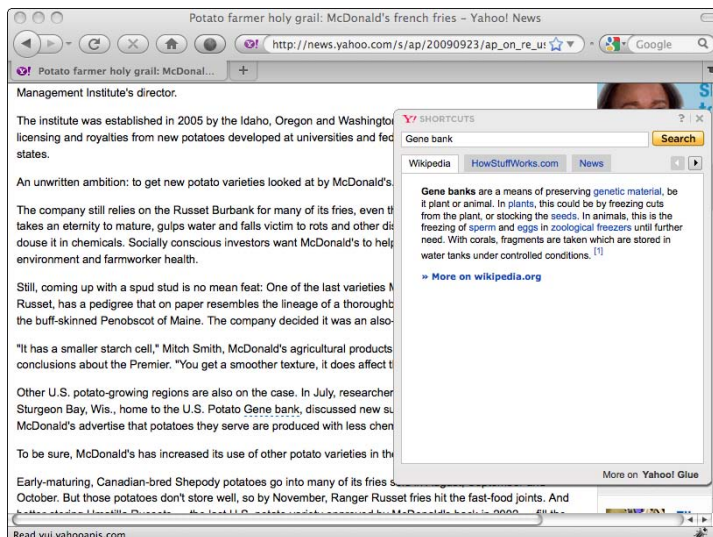 Potato farmer holy grail: McDonald's french fries – Yahoo! News
http://news.yahoo.com/s/ap/20090923/ap_on_re_us
Google
Potato farmer holy grail: McDonal...
Management Institute's director.
The institute was established in 2005 by the Idaho, Oregon and Washington
licensing and royalties from new potatoes developed at universities and fed
states.
An unwritten ambition: to get new potato varieties looked at by McDonald's.
The company still relies on the Russet Burbank for many of its fries, even th
takes an eternity to mature, gulps water and falls victim to rots and other dis
douse it in chemicals. Socially conscious investors want McDonald's to help
environment and farmworker health.
Still, coming up with a spud stud is no mean feat: One of the last varieties M
Russet, has a pedigree that on paper resembles the lineage of a thoroughb
the buff-skinned Penobscot of Maine. The company decided it was an also-
"It has a smaller starch cell," Mitch Smith, McDonald's agricultural products
conclusions about the Premier. "You get a smoother texture, it does affect t
Other U.S. potato-growing regions are also on the case. In July, researcher
Sturgeon Bay, Wis., home to the U.S. Potato Gene bank, discussed new su
McDonald's advertise that potatoes they serve are produced with less chem
To be sure, McDonald's has increased its use of other potato varieties in the
Early-maturing, Canadian-bred Shepody potatoes go into many of its fries
October. But those potatoes don't store well, so by November, Ranger Russet fries hit the fast-food joints. And
Y! SHORTCUTS ? | X
Gene bank
Search
Wikipedia HowStuffWorks.com News
Gene banks are a means of preserving genetic material, be
it plant or animal. In plants, this could be by freezing cuts
from the plant, or stocking the seeds. In animals, this is the
freezing of sperm and eggs in zoological freezers until further
need. With corals, fragments are taken which are stored in
water tanks under controlled conditions. [1]
» More on wikipedia.org
More on Yahoo! Glue
Read yui.yahooapis.com